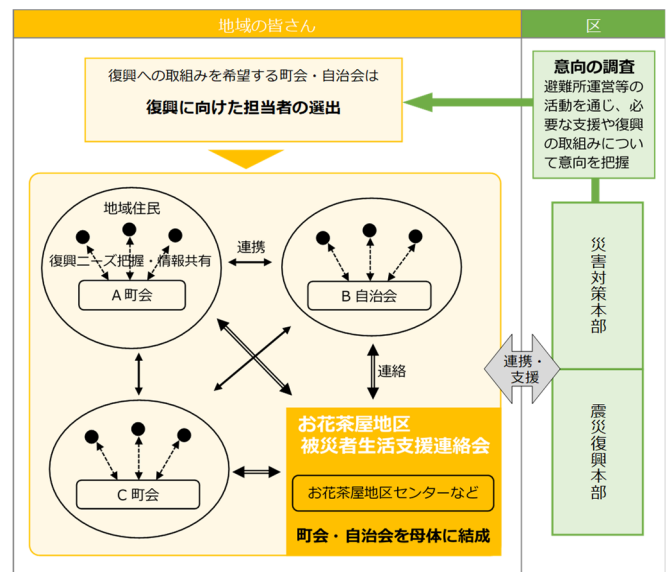 地域の皆さん
区
復興への取組みを希望する町会・自治会は
復興に向けた担当者の選出
意向の調査
避難所運営等の
活動を通じ、必
要な支援や復興
の取組みについ
て意向を把握
地域住民
復興ニーズ把握・情報共有
A 町会
連携
B 自治会
連絡
C 町会
お花茶屋地区
被災者生活支援連絡会
お花茶屋地区センターなど
町会・自治会を母体に結成
連携・
支援
災害対策本部
震災復興本部